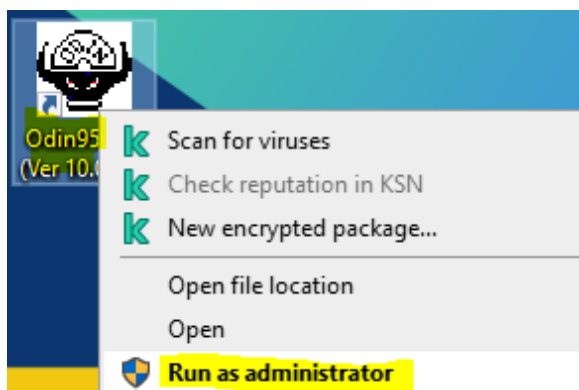 Odin95
(Ver 10.
Scan for viruses
Check reputation in KSN
New encrypted package...
Open file location
Open
Run as administrator